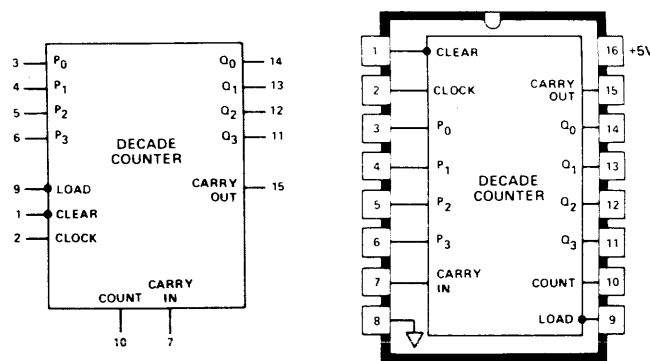 3 P0 Q0 14
4 P1 Q1 13
5 P2 Q2 12
6 P3 Q3 11
DECADE
COUNTER
9 LOAD CARRY OUT 15
1 CLEAR
2 CLOCK
COUNT CARRY IN
10 7
1 CLEAR 16 +5V
2 CLOCK CARRY OUT 15
3 P0 Q0 14
4 P1 Q1 13
DECADE
COUNTER
5 P2 Q2 12
6 P3 Q3 11
7 CARRY IN COUNT 10
8 LOAD 9